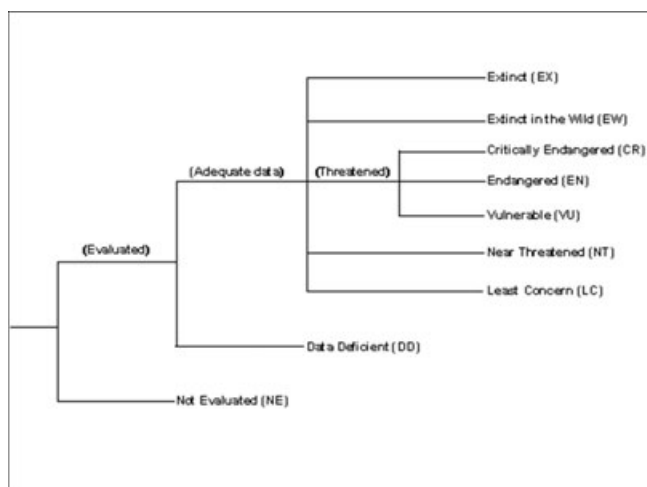 Extinct (EX)
Extinct in the Wild (EW)
Critically Endangered (CR)
(Adequate data)
(Threatened)
Endangered (EN)
Vulnerable (VU)
(Evaluated)
Near Threatened (NT)
Least Concern (LC)
Data Deficient (DD)
Not Evaluated (NE)